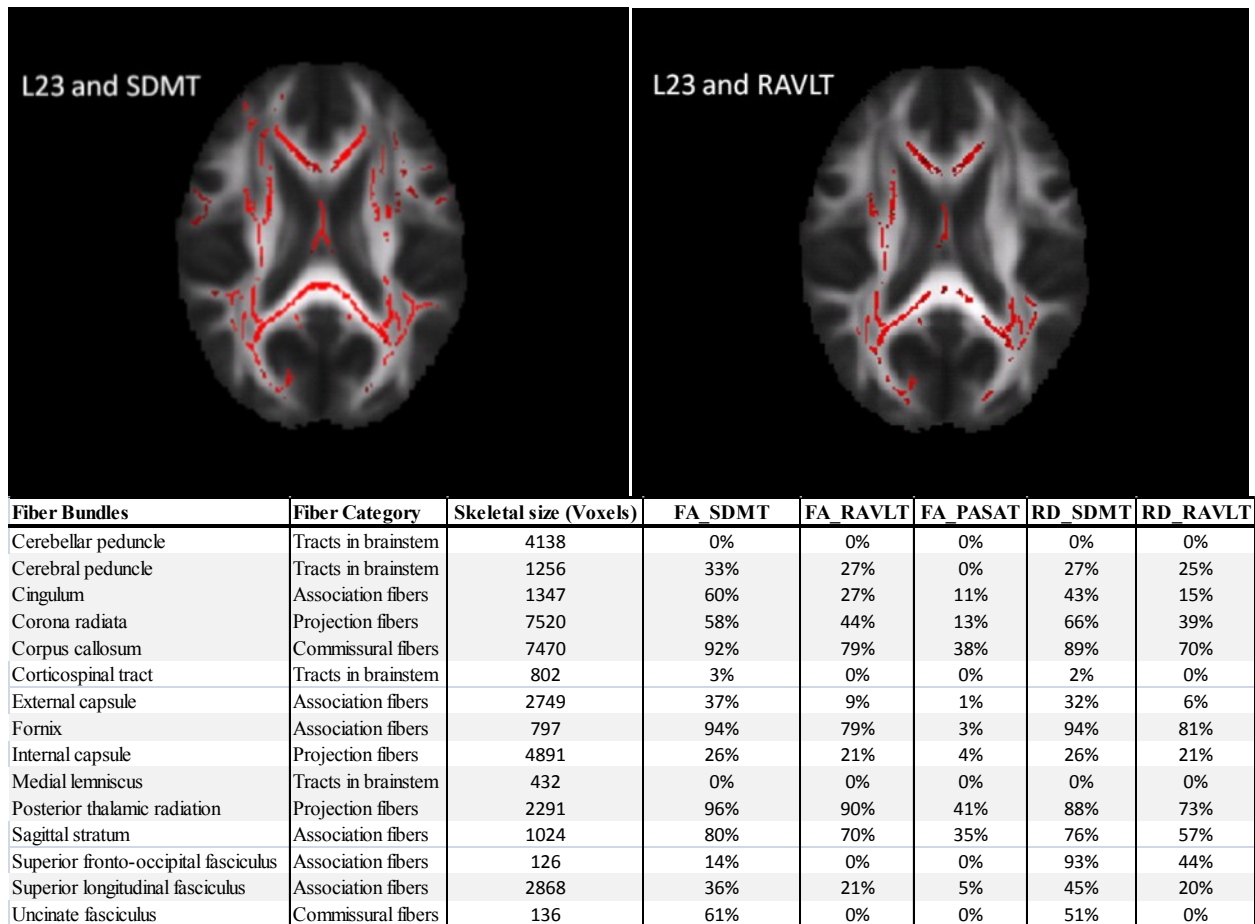 L23 and SDMT
L23 and RAVLT
Fiber Bundles Fiber Category Skeletal size (Voxels) FA_SDMT FA_RAVLT FA_PASAT RD_SDMT RD_RAVLT
Cerebellar peduncle Tracts in brainstem 4138 0% 0% 0% 0% 0%
Cerebral peduncle Tracts in brainstem 1256 33% 27% 0% 27% 25%
Cingulum Association fibers 1347 60% 27% 11% 43% 15%
Corona radiata Projection fibers 7520 58% 44% 13% 66% 39%
Corpus callosum Commissural fibers 7470 92% 79% 38% 89% 70%
Corticospinal tract Tracts in brainstem 802 3% 0% 0% 2% 0%
External capsule Association fibers 2749 37% 9% 1% 32% 6%
Fornix Association fibers 797 94% 79% 3% 94% 81%
Internal capsule Projection fibers 4891 26% 21% 4% 26% 21%
Medial lemniscus Tracts in brainstem 432 0% 0% 0% 0% 0%
Posterior thalamic radiation Projection fibers 2291 96% 90% 41% 88% 73%
Sagittal stratum Association fibers 1024 80% 70% 35% 76% 57%
Superior fronto-occipital fasciculus Association fibers 126 14% 0% 0% 93% 44%
Superior longitudinal fasciculus Association fibers 2868 36% 21% 5% 45% 20%
Uncinate fasciculus Commissural fibers 136 61% 0% 0% 51% 0%